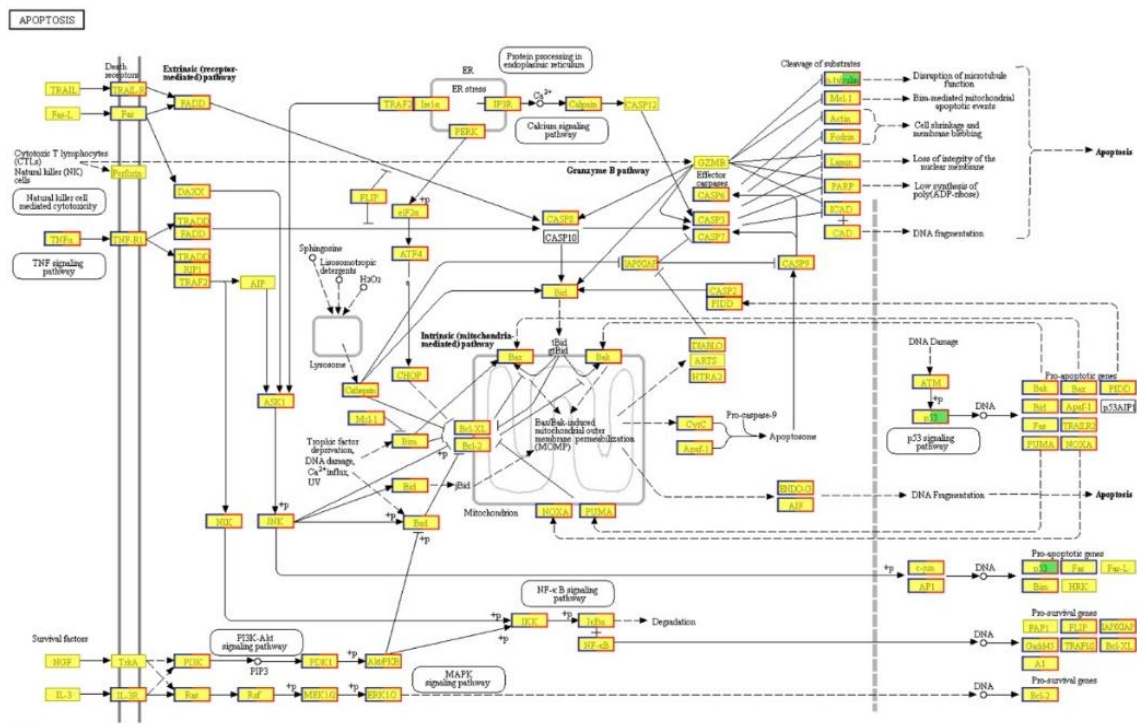 APOPTOSIS
Death
receptors
Extrinsic (receptor-
mediated) pathway
TRAIL
TRAIL-R
FADD
Fas-L
Fas
Cytotoxic T lymphocytes
(CTLs)
Natural killer (NK)
cells
Perforin
Natural killer cell
mediated cytotoxicity
DAXX
TNFα
TNF-R1
TRADD
FADD
TNF signaling
pathway
TRADD
RIP1
TRAF2
AIP
ER
ER stress
TRAF2
Ire1α
IP3R
Ca2+
Calpain
CASP12
PERK
Protein processing in
endoplasmic reticulum
Calcium signaling
pathway
FLIP
+p
eIF2α
ATF4
Granzyme B pathway
GZMB
Effector
caspases
CASP6
CASP3
CASP7
CASP8
CASP10
IAP/XIAP
CASP9
Bid
CASP2
PIDD
Cleavage of substrates
α-tubulin
Disruption of microtubule
function
Mcl-1
Bim-mediated mitochondrial
apoptotic events
Actin
Fodrin
Cell shrinkage and
membrane blebbing
Lamin
Loss of integrity of the
nuclear membrane
PARP
Low synthesis of
poly(ADP-ribose)
ICAD
CAD
DNA fragmentation
Apoptosis
Sphingosine
Lisosomotropic
detergents
H2O2
Lysosome
Cathepsin
CHOP
Intrinsic (mitochondria-
mediated) pathway
tBid
Bax
Bak
DIABLO
ARTS
HTRA2
ASK1
Mcl-1
Bim
Bcl-XL
Bcl-2
+p
Bax/Bak-induced
mitochondrial outer
membrane permeabilization
(MOMP)
CytC
Apaf-1
Pro-caspase-9
Apoptosome
Trophic factor
deprivation,
DNA damage,
Ca2+ influx,
UV
Bid
jBid
Bad
+p
Mitochondrion
NOXA
PUMA
ENDO-G
AIF
DNA Fragmentation
Apoptosis
DNA Damage
ATM
+p
p53
DNA
p53 signaling
pathway
Pro-apoptotic genes
Bak
Bax
PIDD
Bid
Apaf-1
p53AIP1
Fas
TRAILR2
PUMA
NOXA
NIK
+p
JNK
+p
c-jun
AP1
DNA
Pro-apoptotic genes
p53
Fas
Fas-L
Bim
HRK
NF-κB signaling
pathway
+p
IKK
+p
IκBα
Degradation
NF-κB
DNA
Pro-survival genes
FAP1
FLIP
IAP/XIAP
Gadd45
TRAF1/2
Bcl-XL
A1
Survival factors
NGF
TrkA
PI3K
PIP3
PI3K-Akt
signaling pathway
PDK1
+p
Akt/PKB
+p
IL-3
IL-3R
Ras
Raf
+p
MEK1/2
+p
ERK1/2
MAPK
signaling pathway
DNA
Pro-survival genes
Bcl-2